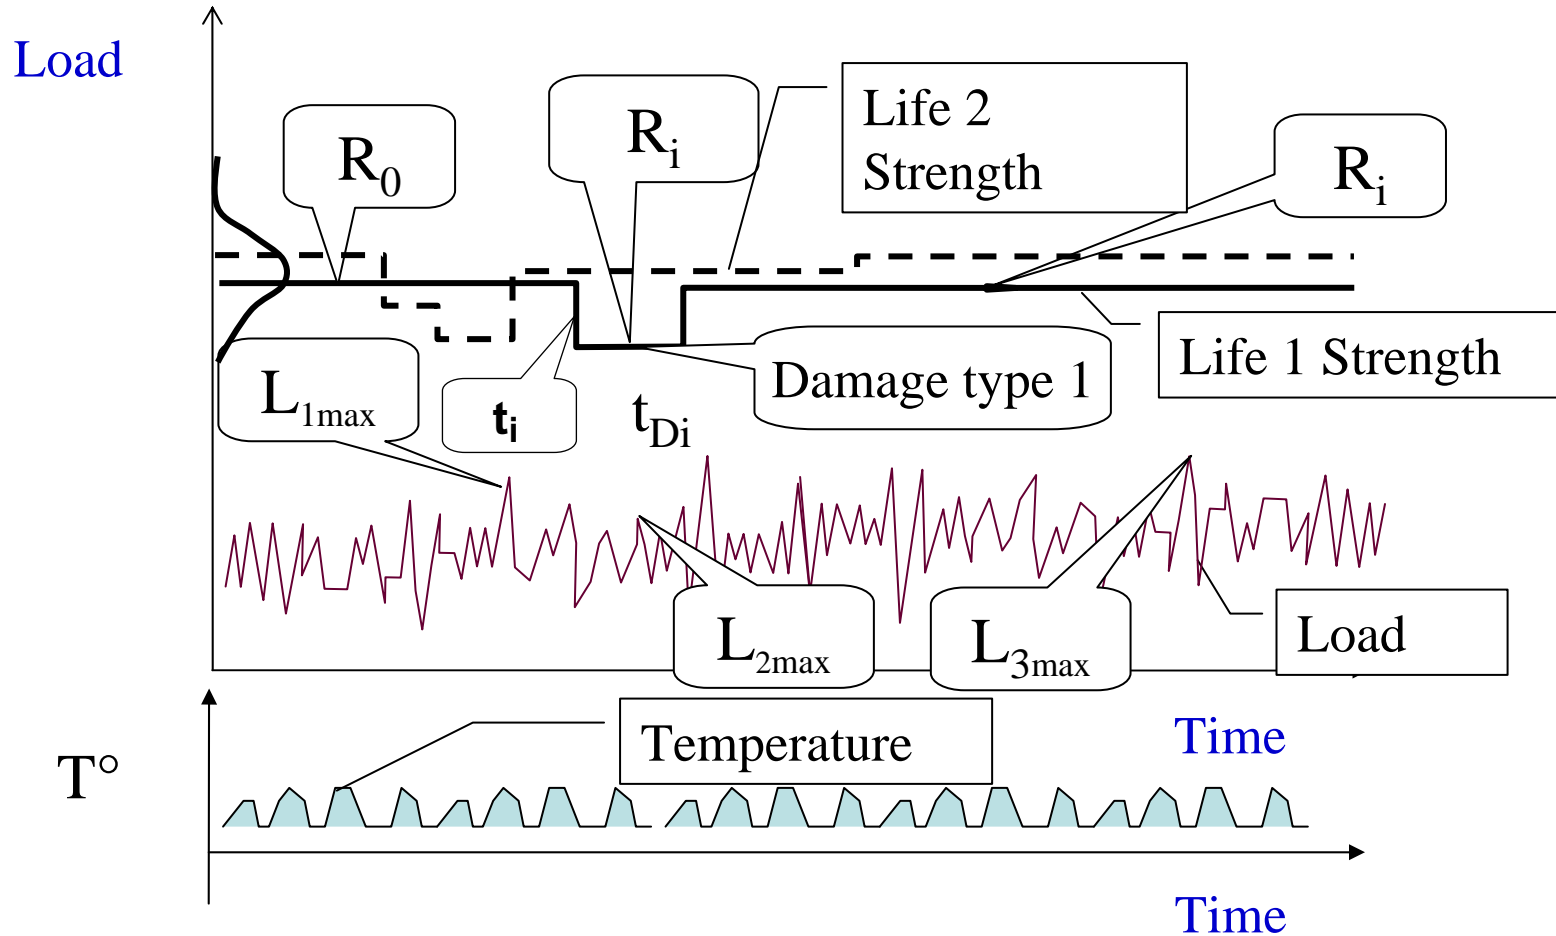 Load
R0
Ri
Life 2
Strength
Ri
Life 1 Strength
L1max
ti
tDi
Damage type 1
L2max
L3max
Load
Time
T°
Temperature
Time